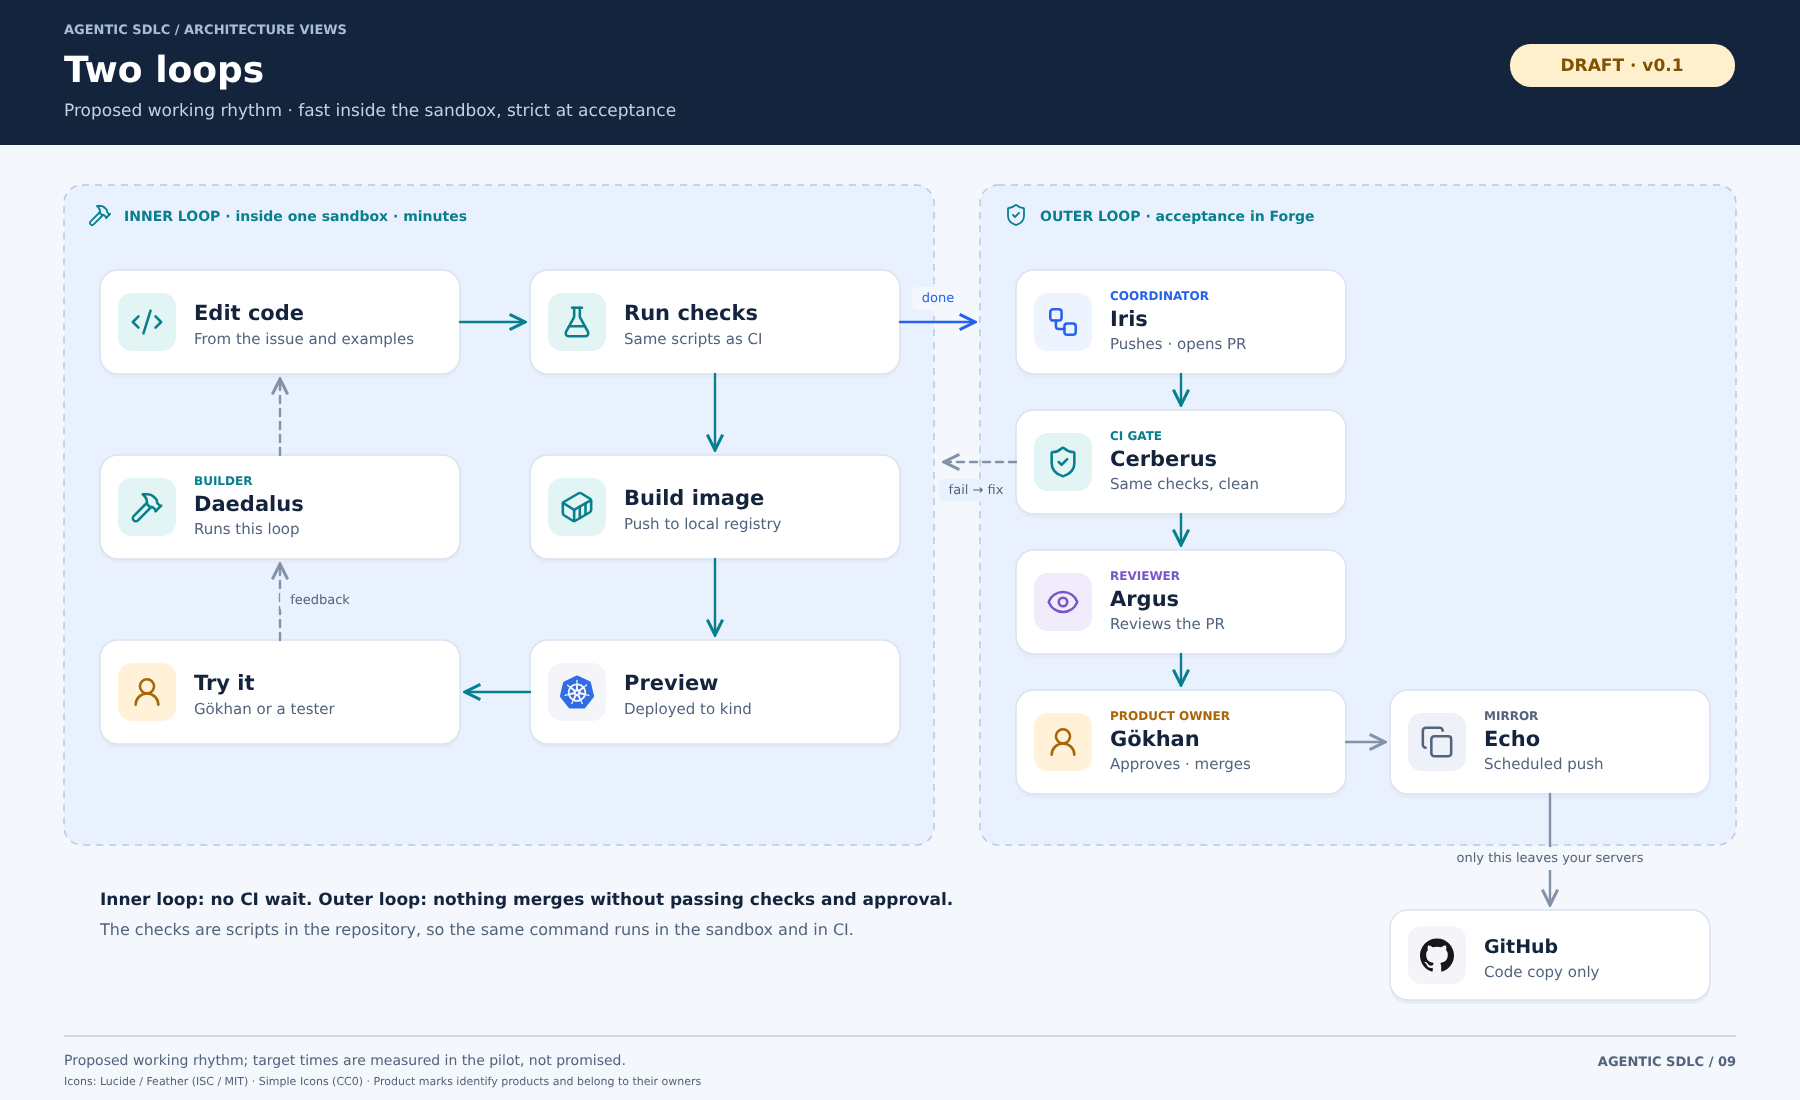 AGENTIC SDLC / ARCHITECTURE VIEWS
Two loops
Proposed working rhythm · fast inside the sandbox, strict at acceptance
DRAFT · v0.1
INNER LOOP · inside one sandbox · minutes
Edit code
From the issue and examples
Run checks
Same scripts as CI
done
BUILDER
Daedalus
Runs this loop
Build image
Push to local registry
feedback
Try it
Gökhan or a tester
Preview
Deployed to kind
OUTER LOOP · acceptance in Forge
COORDINATOR
Iris
Pushes · opens PR
CI GATE
Cerberus
Same checks, clean
fail → fix
REVIEWER
Argus
Reviews the PR
PRODUCT OWNER
Gökhan
Approves · merges
MIRROR
Echo
Scheduled push
only this leaves your servers
GitHub
Code copy only
Inner loop: no CI wait. Outer loop: nothing merges without passing checks and approval.
The checks are scripts in the repository, so the same command runs in the sandbox and in CI.
Proposed working rhythm; target times are measured in the pilot, not promised.
Icons: Lucide / Feather (ISC / MIT) · Simple Icons (CC0) · Product marks identify products and belong to their owners
AGENTIC SDLC / 09